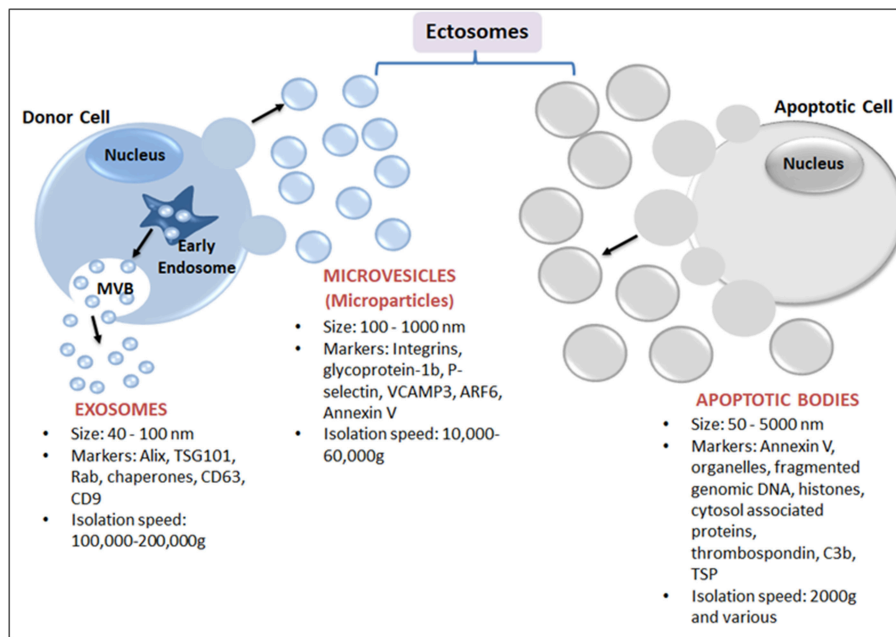 Ectosomes
Donor Cell
Nucleus
Early
Endosome
MVB
Apoptotic Cell
Nucleus
EXOSOMES
• Size: 40 - 100 nm
• Markers: Alix, TSG101,
Rab, chaperones, CD63,
CD9
• Isolation speed:
100,000-200,000g
MICROVESICLES
(Microparticles)
• Size: 100 - 1000 nm
• Markers: Integrins,
glycoprotein-1b, P-
selectin, VCAMP3, ARF6,
Annexin V
• Isolation speed: 10,000-
60,000g
APOPTOTIC BODIES
• Size: 50 - 5000 nm
• Markers: Annexin V,
organelles, fragmented
genomic DNA, histones,
cytosol associated
proteins,
thrombospondin, C3b,
TSP
• Isolation speed: 2000g
and various